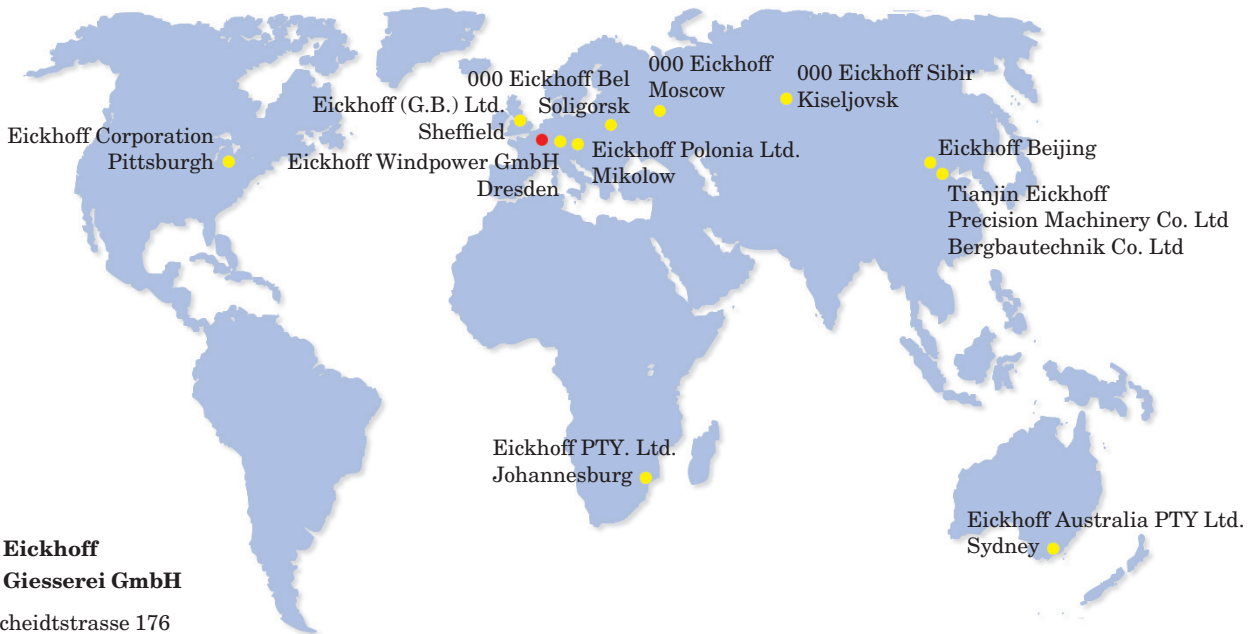 000 Eickhoff Bel
Soligorsk
000 Eickhoff
Moscow
000 Eickhoff Sibir
Kiseljovsk
Eickhoff (G.B.) Ltd.
Sheffield
Eickhoff Corporation
Pittsburgh
Eickhoff Windpower GmbH
Dresden
Eickhoff Polonia Ltd.
Mikolow
Eickhoff Beijing
Tianjin Eickhoff
Precision Machinery Co. Ltd
Bergbautechnik Co. Ltd
Eickhoff PTY. Ltd.
Johannesburg
Eickhoff Australia PTY Ltd.
Sydney
Eickhoff
Giesserei GmbH
cheidtstrasse 176